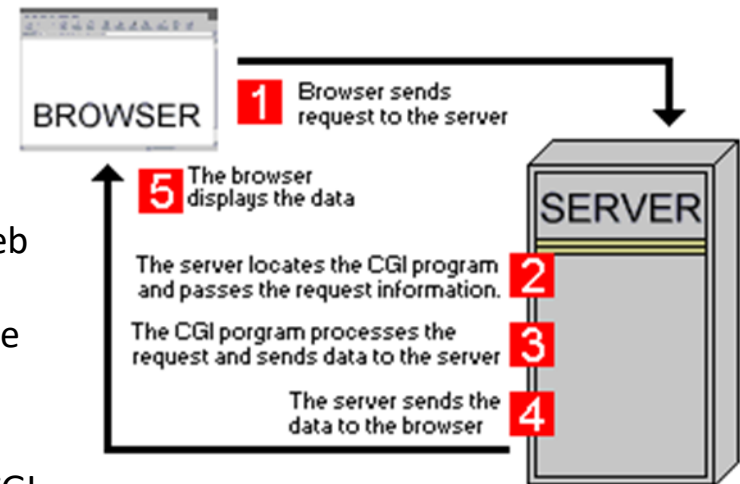 BROWSER
1 Browser sends
request to the server
5 The browser
displays the data
SERVER
eb
The server locates the CGI program
and passes the request information. 2
e
The CGI porgram processes the
request and sends data to the server 3
The server sends the
data to the browser 4